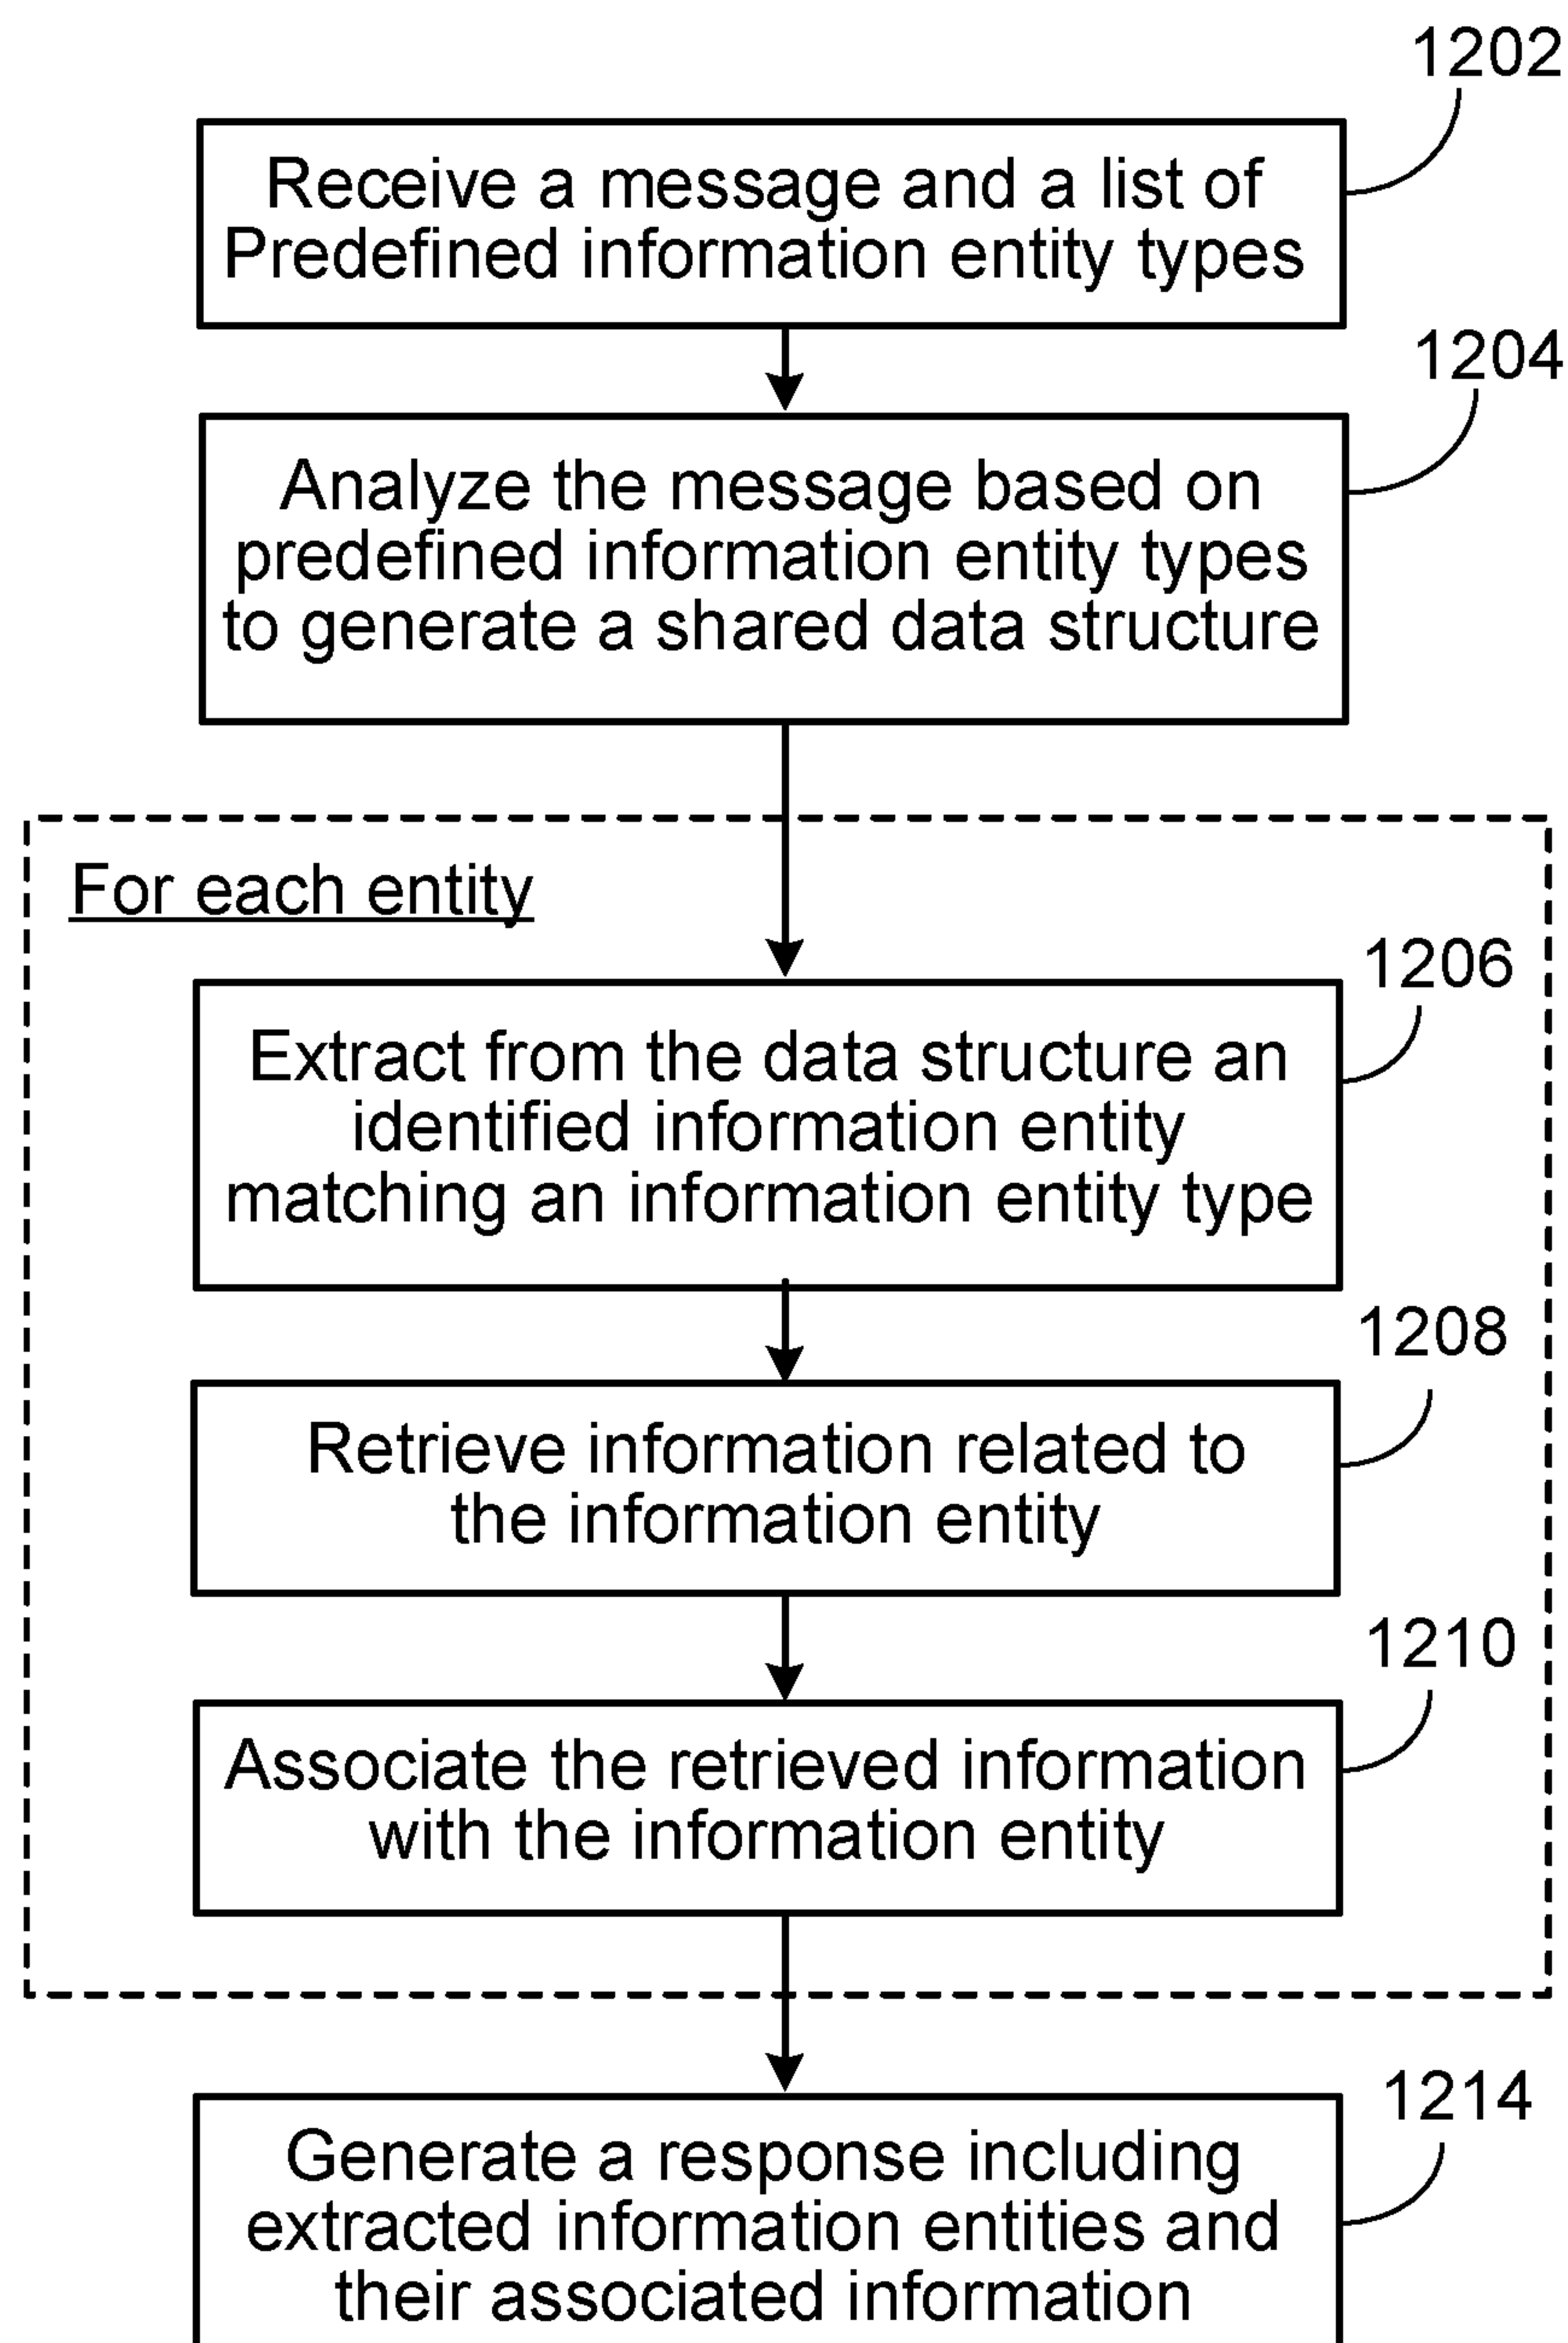 1202
Receive a message and a list of
Predefined information entity types
1204
Analyze the message based on
predefined information entity types
to generate a shared data structure
For each entity
1206
Extract from the data structure an
identified information entity
matching an information entity type
1208
Retrieve information related to
the information entity
1210
Associate the retrieved information
with the information entity
1214
Generate a response including
extracted information entities and
their associated information